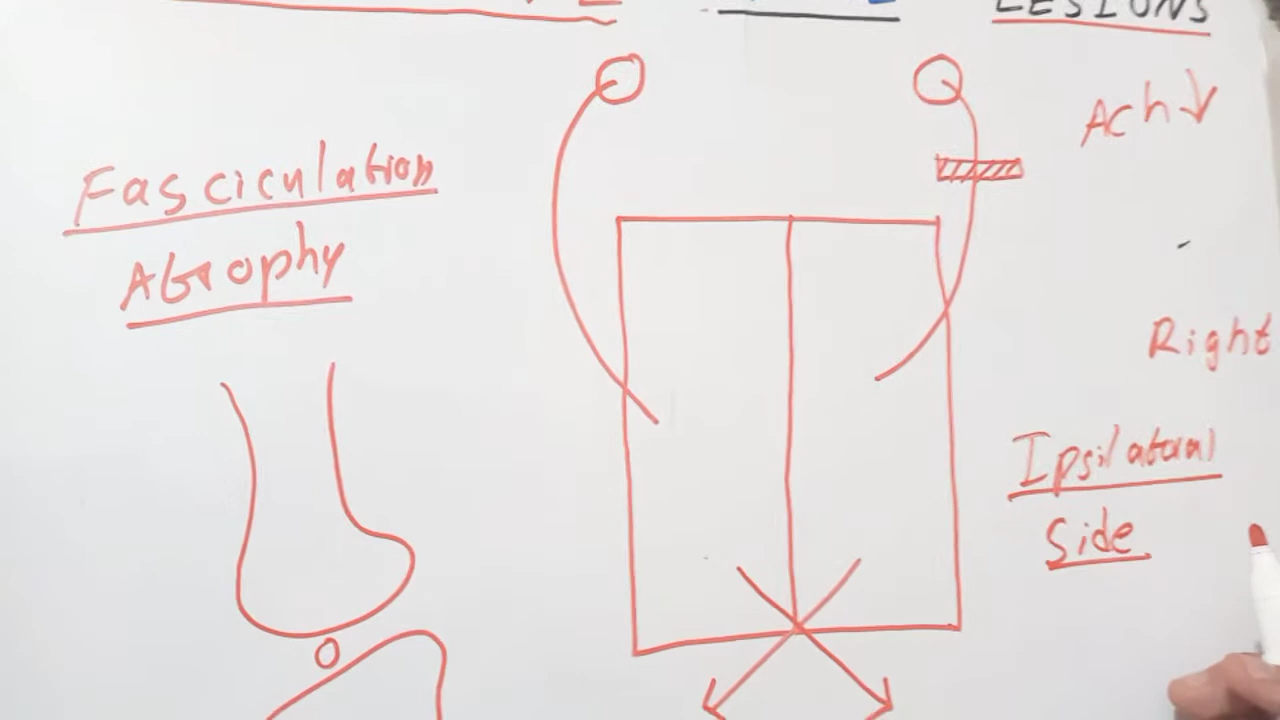 LESIONS
Fasciculation
Atrophy
Ach↓
Right
Ipsilateral
Side